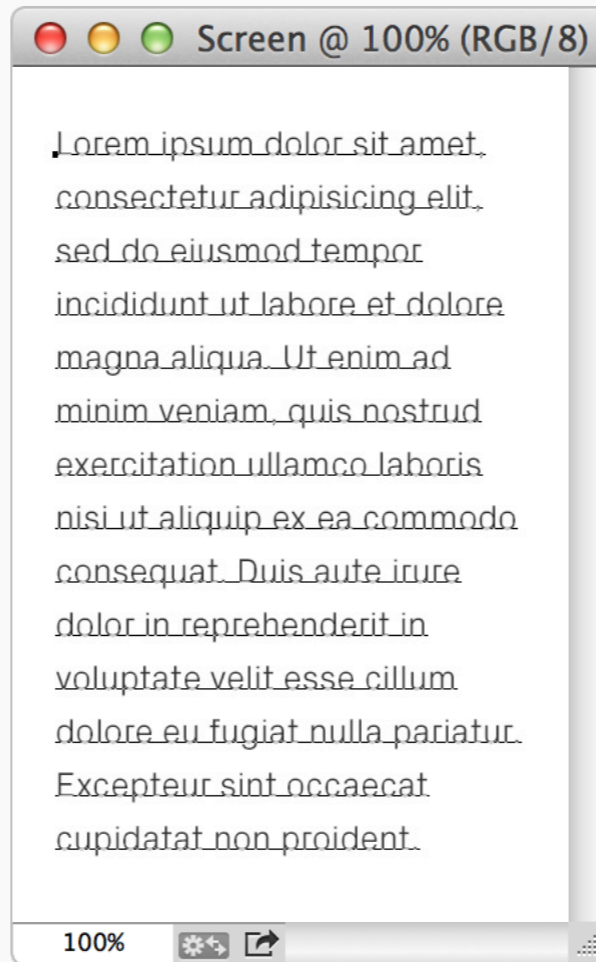 Screen @ 100% (RGB/8)
Lorem ipsum dolor sit amet,
consectetur adipisicing elit,
sed do eiusmod tempor
incididunt ut labore et dolore
magna aliqua. Ut enim ad
minim veniam, quis nostrud
exercitation ullamco laboris
nisi ut aliquip ex ea commodo
consequat. Duis aute irure
dolor in reprehenderit in
voluptate velit esse cillum
dolore eu fugiat nulla pariatur.
Excepteur sint occaecat
cupidatat non proident.
100%